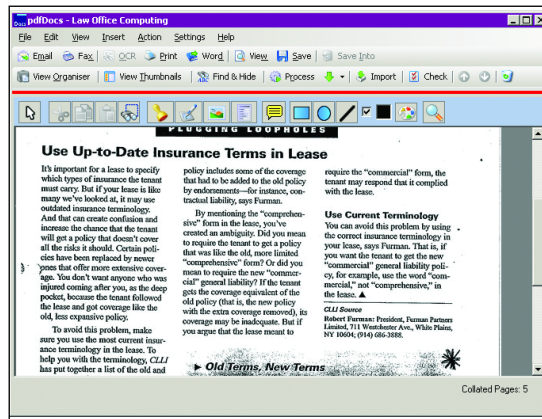 pdfDocs - Law Office Computing
File Edit View Insert Action Settings Help
Email Fax OCR Print Word View Save Save Into
View Organiser View Thumbnails Find & Hide Process Import Check
PLUGGING LOOPHOLES
Use Up-to-Date Insurance Terms in Lease
It's important for a lease to specify
which types of insurance the tenant
must carry. But if your lease is like
many we've looked at, it may use
outdated insurance terminology.
And that can create confusion and
increase the chance that the tenant
will get a policy that doesn't cover
all the risks it should. Certain poli-
cies have been replaced by newer
ones that offer more extensive cover-
age. You don't want anyone who was
injured coming after you, as the deep
pocket, because the tenant followed
the lease and got coverage like the
old, less expansive policy.
To avoid this problem, make
sure you use the most current insur-
ance terminology in the lease. To
help you with the terminology, CLLI
has put together a list of the old and
policy includes some of the coverage
that had to be added to the old policy
by endorsements—for instance, con-
tractual liability, says Furman.
By mentioning the "comprehen-
sive" form in the lease, you've
created an ambiguity. Did you mean
to require the tenant to get a policy
that was like the old, more limited
"comprehensive" form? Or did you
mean to require the new "commer-
cial" general liability? If the tenant
gets the coverage equivalent of the
old policy (that is, the new policy
with the extra coverage removed), its
coverage may be inadequate. But if
you argue that the lease meant to
► Old Terms, New Terms
require the "commercial" form, the
tenant may respond that it complied
with the lease.
Use Current Terminology
You can avoid this problem by using
the correct insurance terminology in
your lease, says Furman. That is, if
you want the tenant to get the new
"commercial" general liability poli-
cy, for example, use the word "com-
mercial," not "comprehensive," in
the lease. ▲
CLLI Source
Robert Furman: President, Furman Partners
Limited, 711 Westchester Ave., White Plains,
NY 10604; (914) 686-3888.
Collated Pages: 5